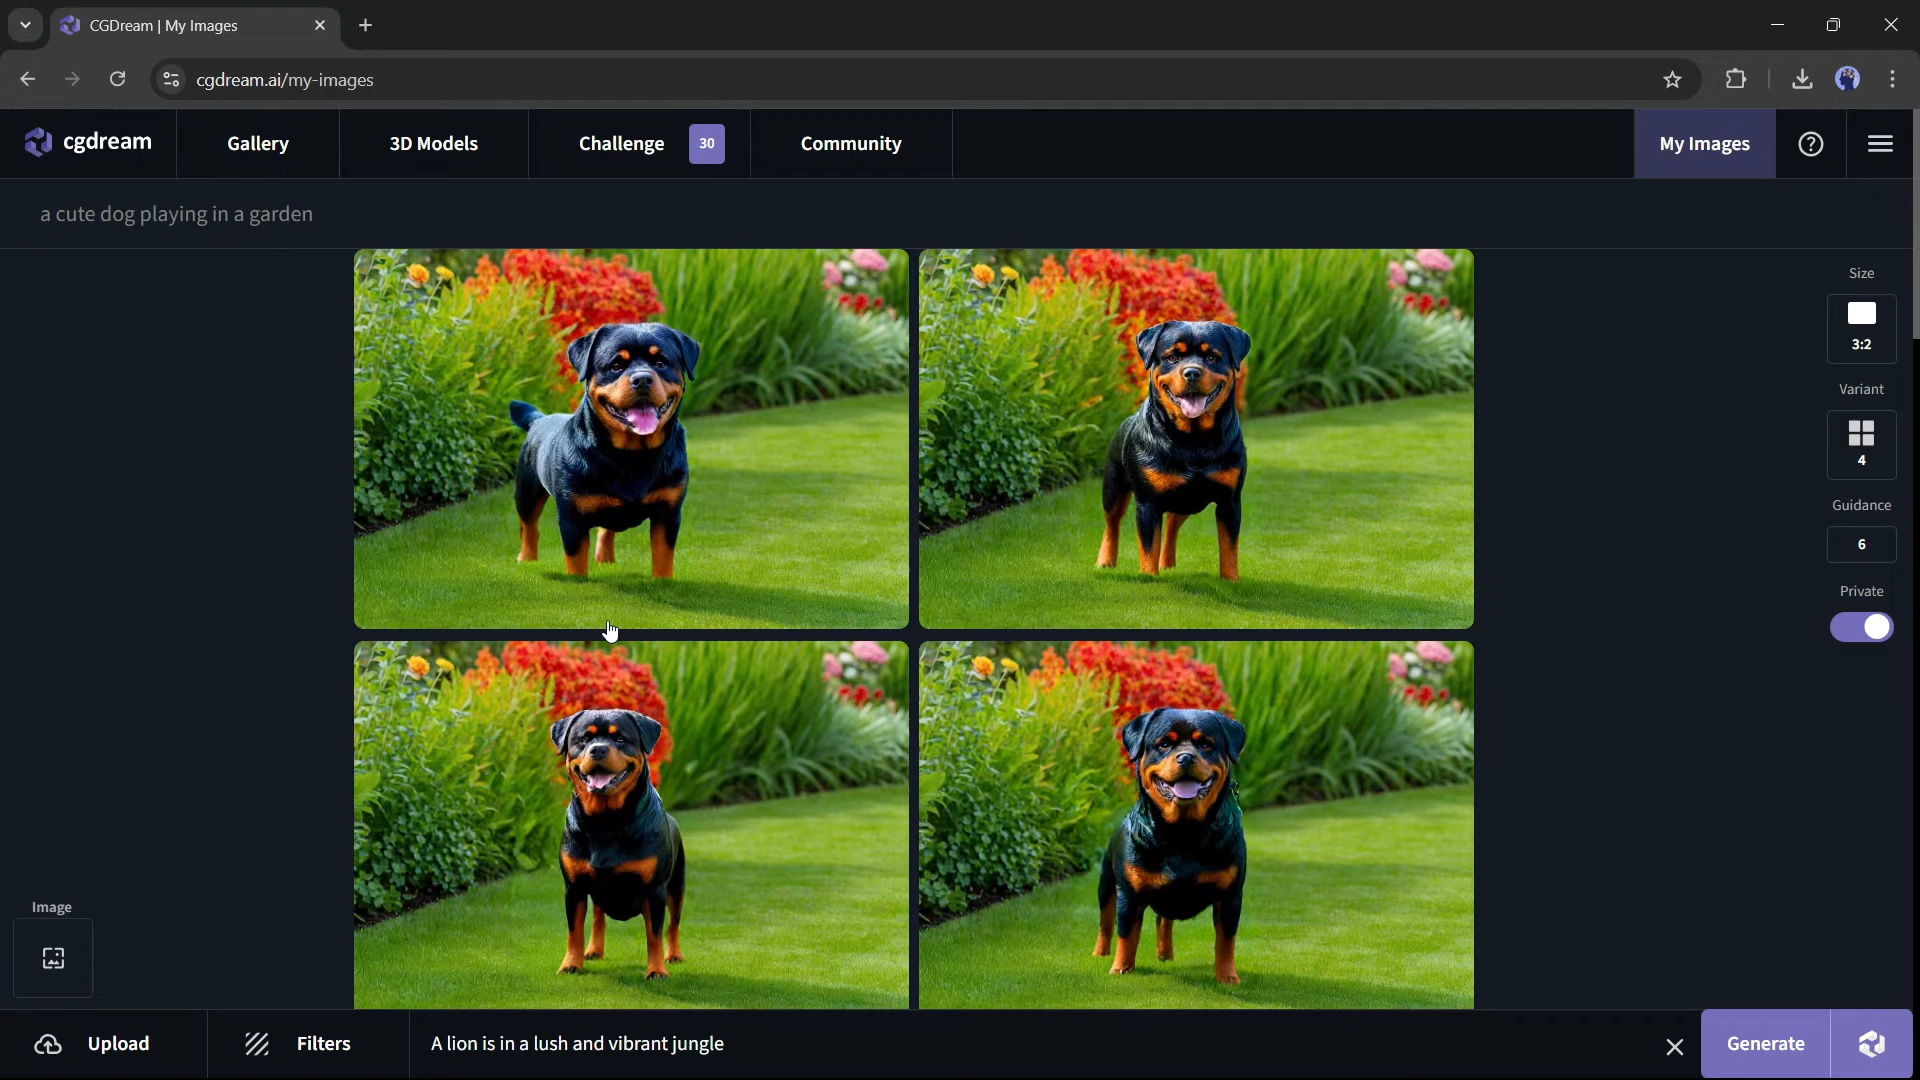 CGDream | My Images
cgdream.ai/my-images
cgdream
Gallery
3D Models
Challenge 30
Community
My Images
a cute dog playing in a garden
Size
3:2
Variant
4
Guidance
6
Private
Image
Upload
Filters
A lion is in a lush and vibrant jungle
Generate